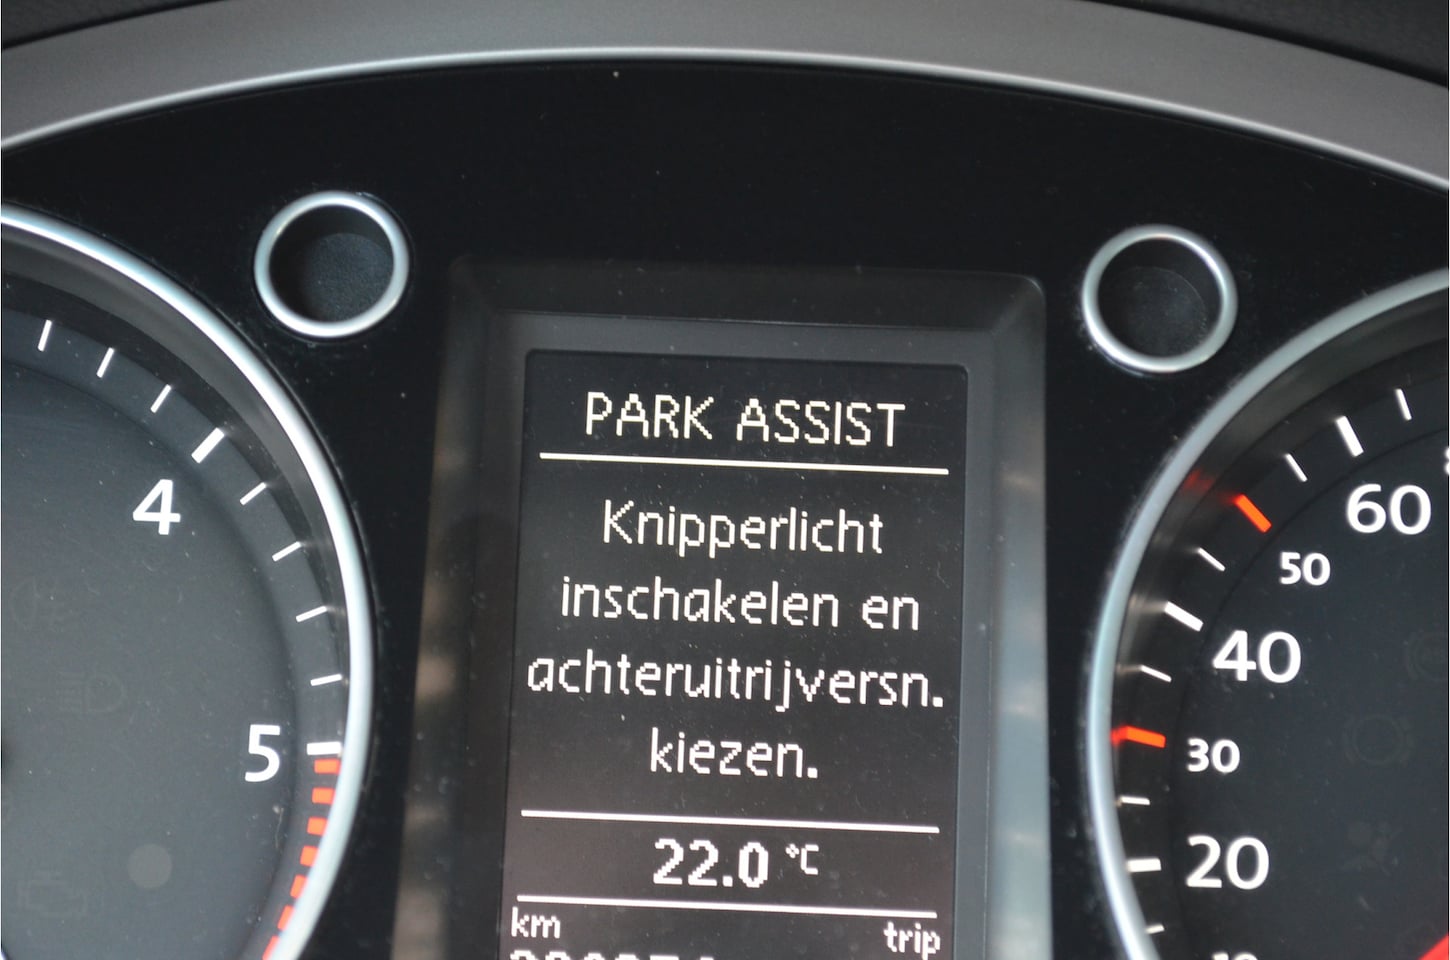 PARK ASSIST
Knipperlicht
inschakelen en
achteruitrijversn.
kiezen.
22.0 °C
km
trip
4
5
60
50
40
30
20